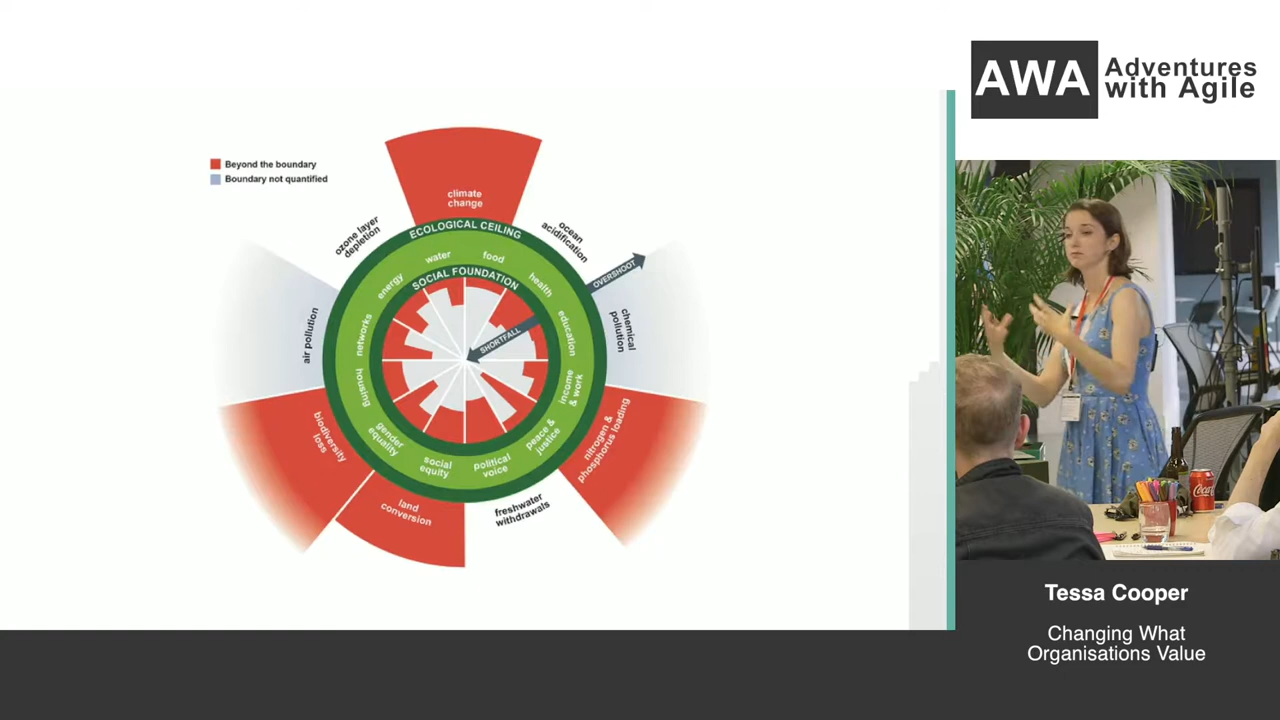 Beyond the boundary
Boundary not quantified
climate
change
ozone layer
depletion
ocean
acidification
ECOLOGICAL CEILING
water
food
energy
health
SOCIAL FOUNDATION
OVERSHOOT
SHORTFALL
air pollution
networks
education
chemical
pollution
housing
income
& work
biodiversity
loss
gender
equality
peace &
justice
nitrogen &
phosphorus loading
social
equity
political
voice
land
conversion
freshwater
withdrawals
AWA
Adventures
with Agile
Coca
Tessa Cooper
Changing What
Organisations Value